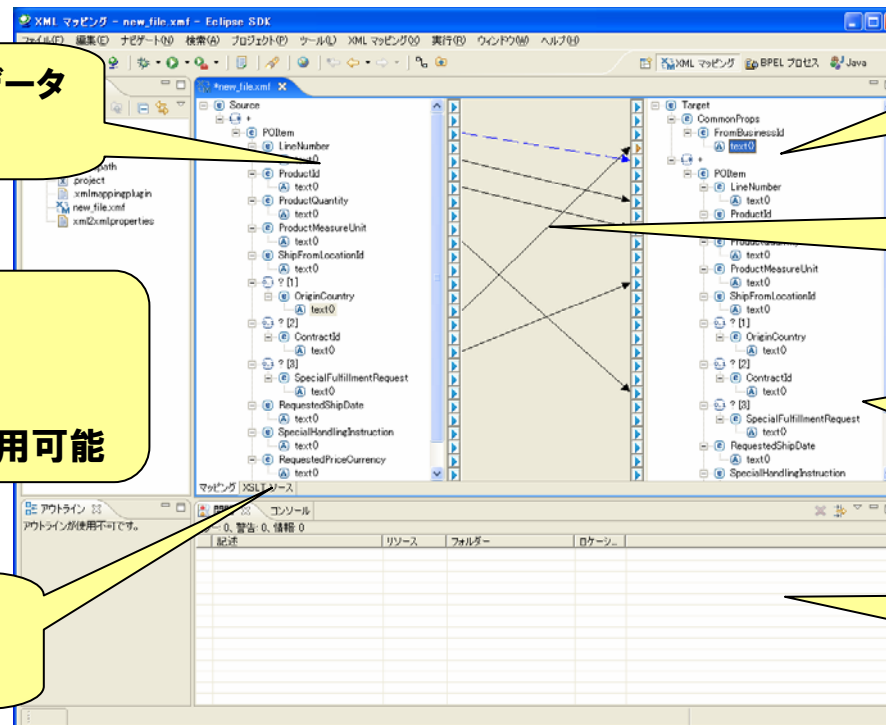 XML マッピング - new_file.xmf - Eclipse SDK
ファイル(F) 編集(E) ナビゲート(N) 検索(A) プロジェクト(P) ツール(L) XML マッピング(X) 実行(R) ウィンドウ(W) ヘルプ(H)
XML マッピング BPEL プロセス Java
データ
*new_file.xml
.project
.xmlmappingplugin
new_file.xmf
xml2xmlproperties
Source
+
POItem
LineNumber
text0
ProductId
text0
ProductQuantity
text0
ProductMeasureUnit
text0
ShipFromLocationId
text0
? [1]
OriginCountry
text0
? [2]
ContractId
text0
? [3]
SpecialFulfillmentRequest
text0
RequestedShipDate
text0
SpecialHandlingInstruction
text0
RequestedPriceCurrency
text0
Target
CommonProps
FromBusinessId
text0
+
POItem
LineNumber
text0
ProductId
ProductQuantity
text0
ProductMeasureUnit
text0
ShipFromLocationId
text0
? [1]
OriginCountry
text0
? [2]
ContractId
text0
? [3]
SpecialFulfillmentRequest
text0
RequestedShipDate
text0
SpecialHandlingInstruction
用可能
マッピング XSLT ソース
アウトライン
アウトラインが使用不可です。
コンソール
0、警告: 0、情報: 0
記述 リソース フォルダー ロケーシ...